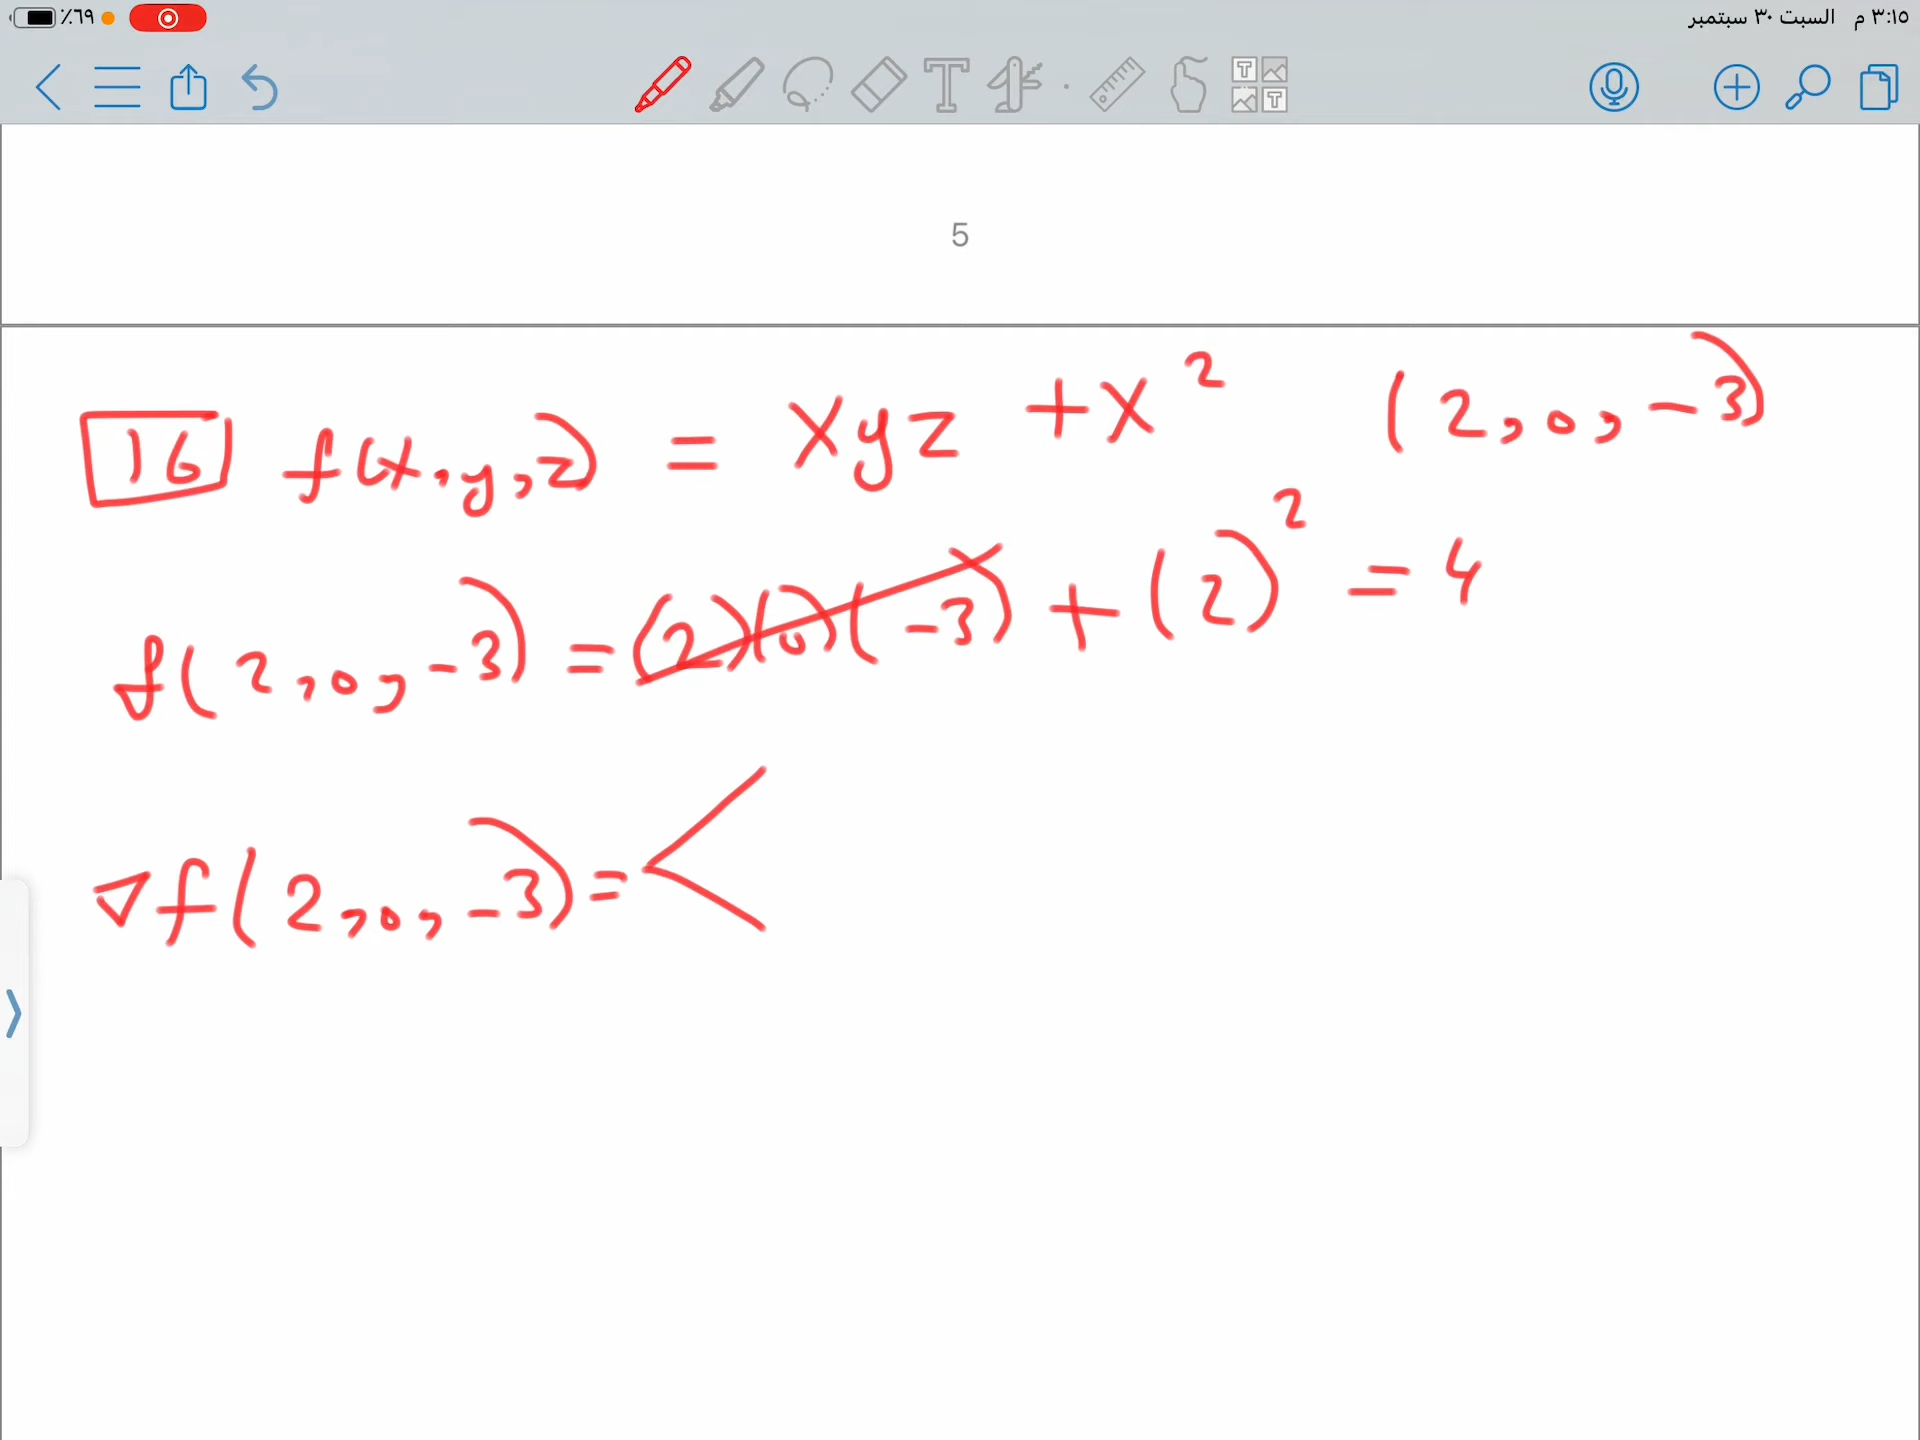 ٪٦٩ السبت ٣٠ سبتمبر ٣:١٥ م
5
16 f(x,y,z) = xyz + x² (2,0,-3)
f(2,0,-3) = (2)(0)(-3) + (2)² = 4
∇f(2,0,-3) = <